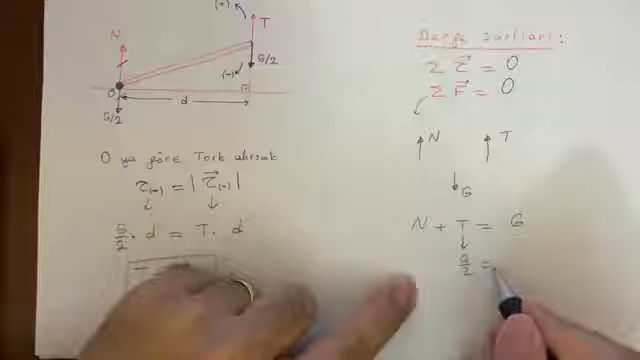 (+)
T
N
G/2
(-)
O
d
G/2
O ya göre Tork alırsak
τ(-) = |τ⃗(-)|
G/2 . d = T . d
Denge şartları:
Σ τ⃗ = 0
Σ F⃗ = 0
N T
G
N + T = G
G/2 =